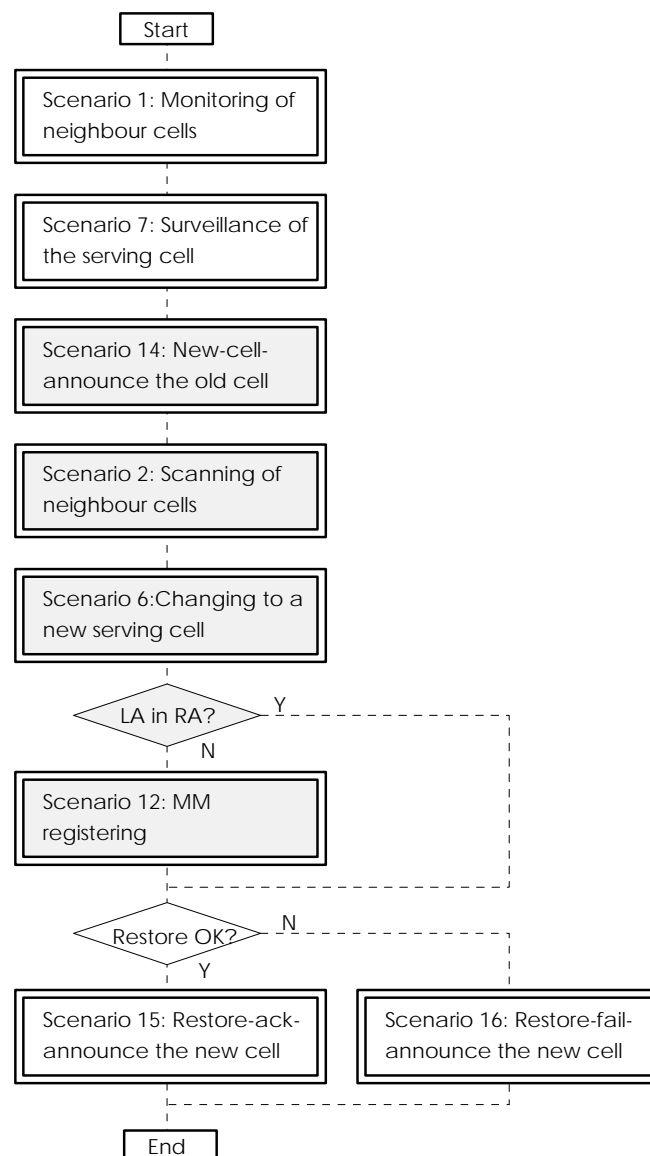 Start
Scenario 1: Monitoring of
neighbour cells
Scenario 7: Surveillance of
the serving cell
Scenario 14: New-cell-
announce the old cell
Scenario 2: Scanning of
neighbour cells
Scenario 6:Changing to a
new serving cell
LA in RA?
Y
N
Scenario 12: MM
registering
Restore OK?
N
Y
Scenario 15: Restore-ack-
announce the new cell
Scenario 16: Restore-fail-
announce the new cell
End